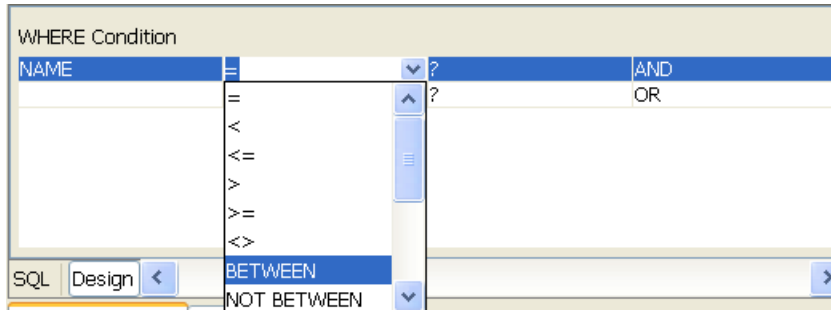 WHERE Condition
NAME = ? AND
= ? OR
<
<=
>
>=
<>
BETWEEN
SQL Design
NOT BETWEEN